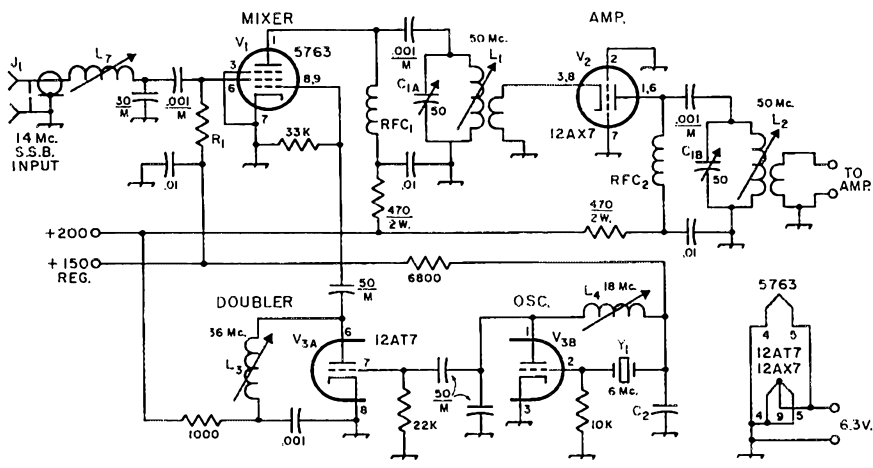 MIXER
AMP.
V1
5763
1
J1
L7
3
6
8,9
7
30
M
.001
M
R1
33K
.01
14 Mc.
S.S.B.
INPUT
.001
M
50 Mc.
L1
C1A
50
RFC1
.01
470
2W.
V2
2
3,8
1,6
12AX7
7
.001
M
50 Mc.
L2
C1B
50
RFC2
470
2W.
.01
TO
AMP.
+200
+150
REG.
6800
50
M
DOUBLER
OSC.
L4
18 Mc.
36 Mc.
L3
6
V3A
12AT7
7
8
1000
.001
22K
50
M
V3B
1
2
3
Y1
6 Mc.
10K
C2
5763
4
5
12AT7
12AX7
4
9
5
6.3V.